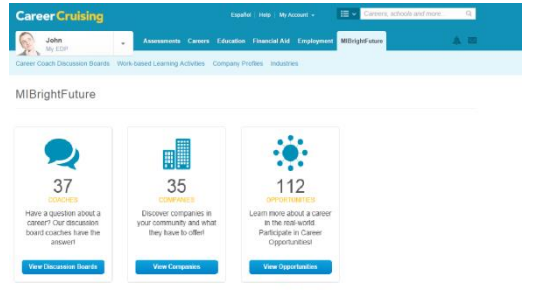 Career Cruising
Español | Help | My Account
Careers, schools and more
John
My EDP
Assessments Careers Education Financial Aid Employment MIBrightFuture
Career Coach Discussion Boards Work-based Learning Activities Company Profiles Industries
MIBrightFuture
37
COACHES
Have a question about a
career? Our discussion
board coaches have the
answer!
View Discussion Boards
35
COMPANIES
Discover companies in
your community and what
they have to offer!
View Companies
112
OPPORTUNITIES
Learn more about a career
in the real-world.
Participate in Career
Opportunities!
View Opportunities